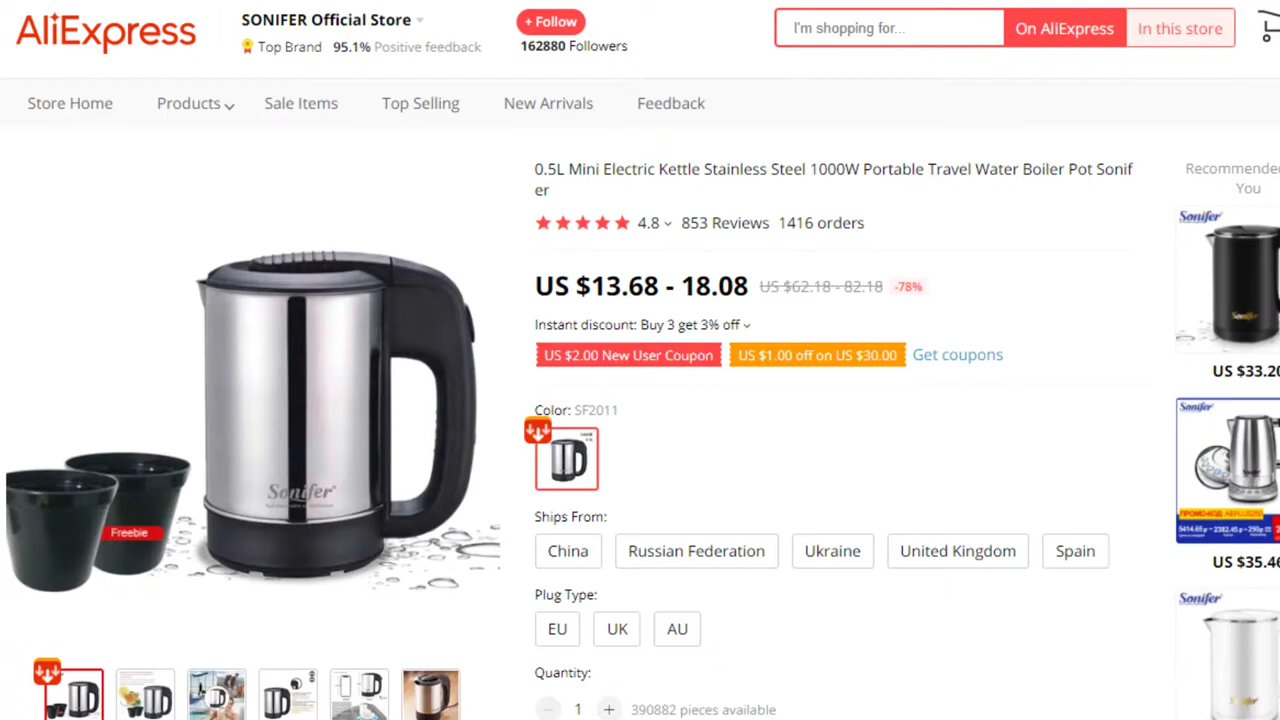 AliExpress
SONIFER Official Store
Top Brand 95.1% Positive feedback
+ Follow
162880 Followers
I'm shopping for...
On AliExpress
In this store
Store Home
Products
Sale Items
Top Selling
New Arrivals
Feedback
0.5L Mini Electric Kettle Stainless Steel 1000W Portable Travel Water Boiler Pot Sonif
er
4.8
853 Reviews
1416 orders
US $13.68 - 18.08
US $62.18 - 82.18
-78%
Instant discount: Buy 3 get 3% off
US $2.00 New User Coupon
US $1.00 off on US $30.00
Get coupons
Color: SF2011
Ships From:
China
Russian Federation
Ukraine
United Kingdom
Spain
Plug Type:
EU
UK
AU
Quantity:
1
390882 pieces available
Sonifer
Freebie
Recommended
You
Sonifer
Sonifer
US $33.20
Sonifer
ПРОМО-КОД
US $35.46
Sonifer
Sonifer